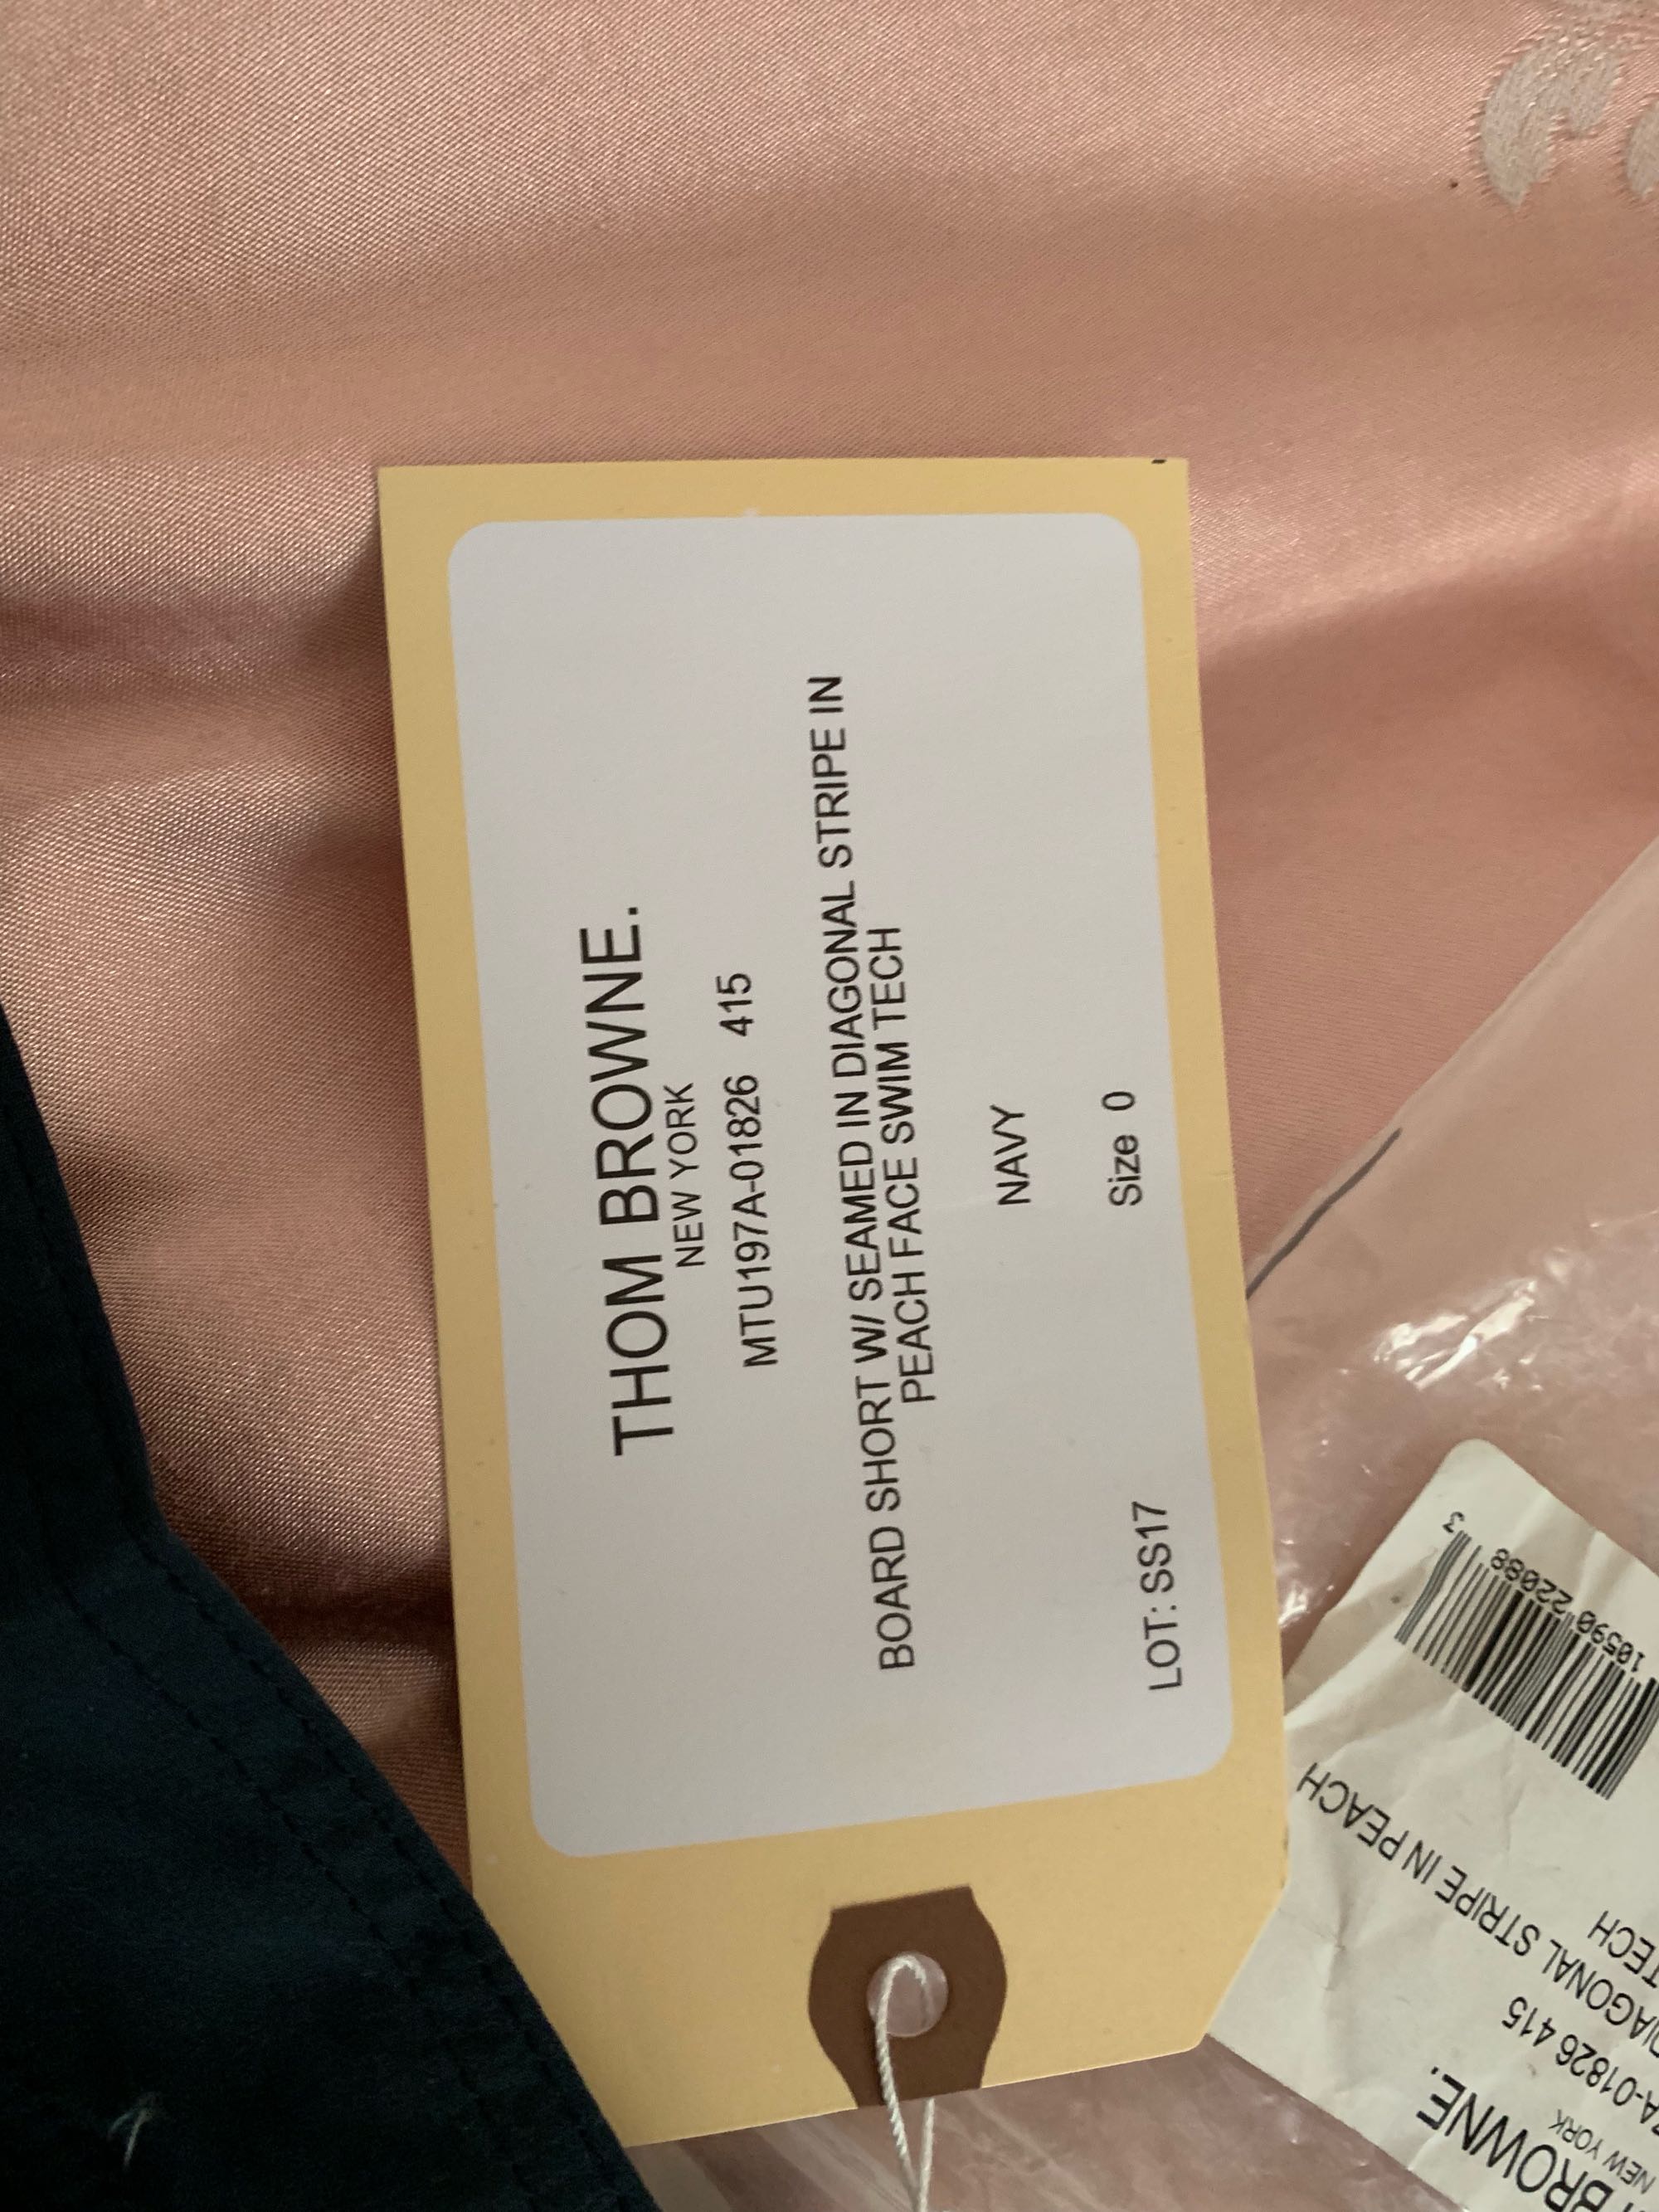 THOM BROWNE.
NEW YORK
MTU197A-01826 415
BOARD SHORT W/ SEAMED IN DIAGONAL STRIPE IN
PEACH FACE SWIM TECH
NAVY
Size 0
LOT: SS17
BROWNE.
NEW YORK
A-01826 415
DIAGONAL STRIPE IN PEACH
TECH
10590 22088 3